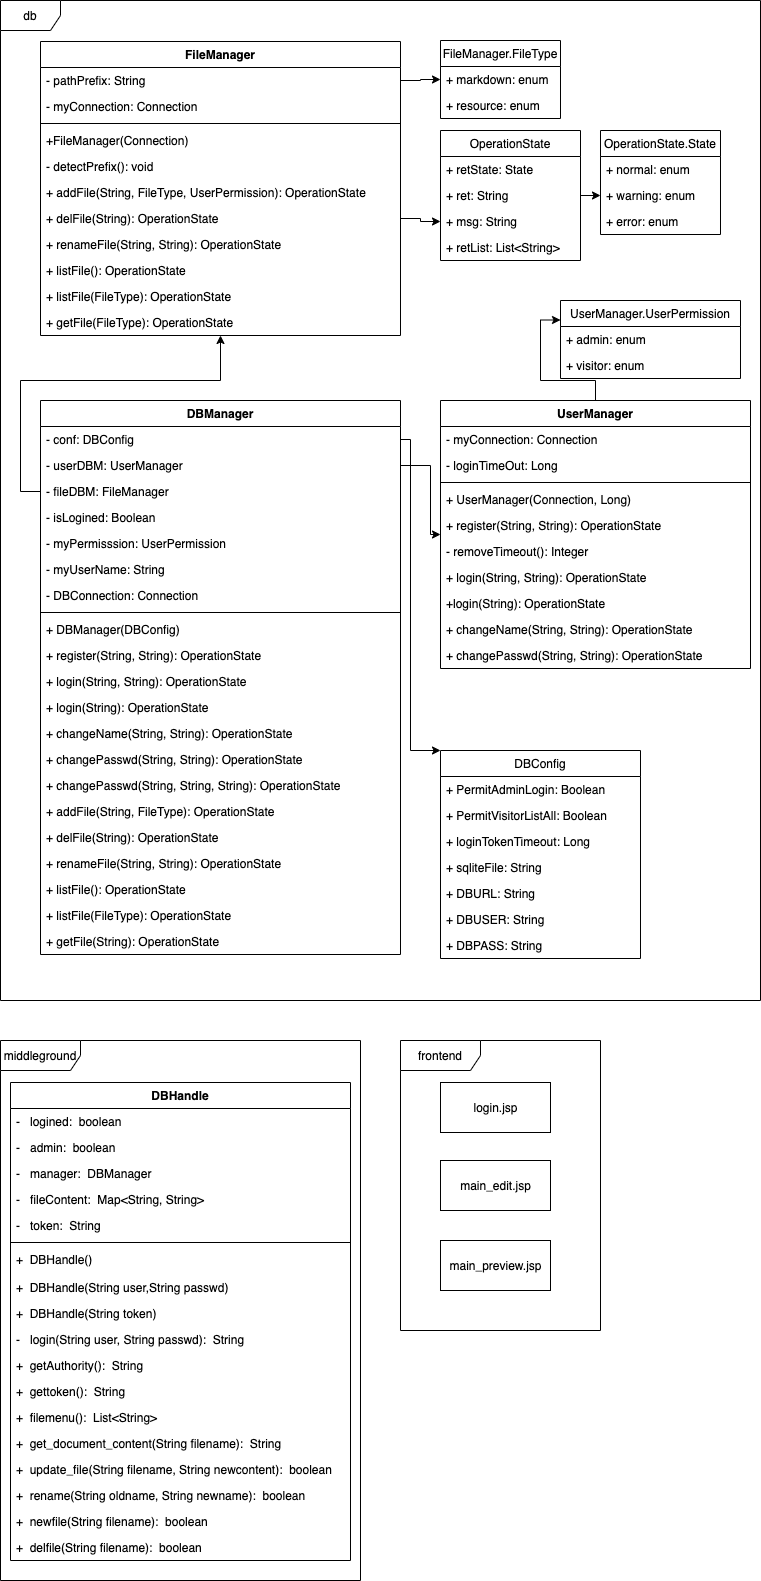 db
FileManager
- pathPrefix: String
- myConnection: Connection
+FileManager(Connection)
- detectPrefix(): void
+ addFile(String, FileType, UserPermission): OperationState
+ delFile(String): OperationState
+ renameFile(String, String): OperationState
+ listFile(): OperationState
+ listFile(FileType): OperationState
+ getFile(FileType): OperationState
FileManager.FileType
+ markdown: enum
+ resource: enum
OperationState
+ retState: State
+ ret: String
+ msg: String
+ retList: List<String>
OperationState.State
+ normal: enum
+ warning: enum
+ error: enum
UserManager.UserPermission
+ admin: enum
+ visitor: enum
DBManager
- conf: DBConfig
- userDBM: UserManager
- fileDBM: FileManager
- isLogined: Boolean
- myPermisssion: UserPermission
- myUserName: String
- DBConnection: Connection
+ DBManager(DBConfig)
+ register(String, String): OperationState
+ login(String, String): OperationState
+ login(String): OperationState
+ changeName(String, String): OperationState
+ changePasswd(String, String): OperationState
+ changePasswd(String, String, String): OperationState
+ addFile(String, FileType): OperationState
+ delFile(String): OperationState
+ renameFile(String, String): OperationState
+ listFile(): OperationState
+ listFile(FileType): OperationState
+ getFile(String): OperationState
UserManager
- myConnection: Connection
- loginTimeOut: Long
+ UserManager(Connection, Long)
+ register(String, String): OperationState
- removeTimeout(): Integer
+ login(String, String): OperationState
+login(String): OperationState
+ changeName(String, String): OperationState
+ changePasswd(String, String): OperationState
DBConfig
+ PermitAdminLogin: Boolean
+ PermitVisitorListAll: Boolean
+ loginTokenTimeout: Long
+ sqliteFile: String
+ DBURL: String
+ DBUSER: String
+ DBPASS: String
middleground
DBHandle
- logined: boolean
- admin: boolean
- manager: DBManager
- fileContent: Map<String, String>
- token: String
+ DBHandle()
+ DBHandle(String user,String passwd)
+ DBHandle(String token)
- login(String user, String passwd): String
+ getAuthority(): String
+ gettoken(): String
+ filemenu(): List<String>
+ get_document_content(String filename): String
+ update_file(String filename, String newcontent): boolean
+ rename(String oldname, String newname): boolean
+ newfile(String filename): boolean
+ delfile(String filename): boolean
frontend
login.jsp
main_edit.jsp
main_preview.jsp